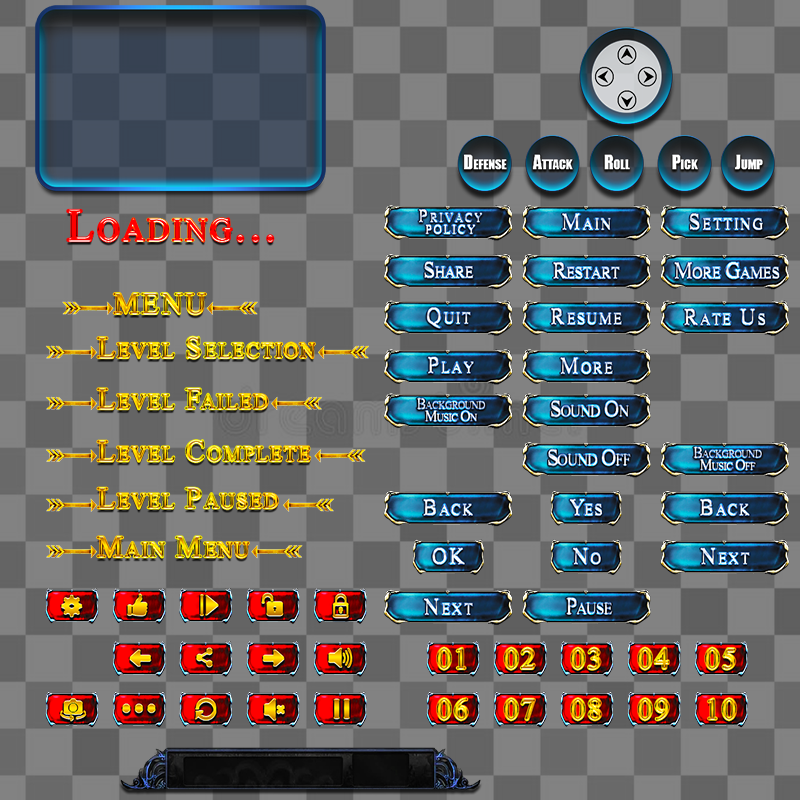 DEFENSE ATTACK ROLL PICK JUMP
LOADING...
PRIVACY
POLICY
MAIN
SETTING
SHARE
RESTART
MORE GAMES
MENU
QUIT
RESUME
RATE US
LEVEL SELECTION
PLAY
MORE
LEVEL FAILED
BACKGROUND
MUSIC ON
SOUND ON
LEVEL COMPLETE
SOUND OFF
BACKGROUND
MUSIC OFF
LEVEL PAUSED
BACK
YES
BACK
MAIN MENU
OK
NO
NEXT
NEXT
PAUSE
01 02 03 04 05
06 07 08 09 10